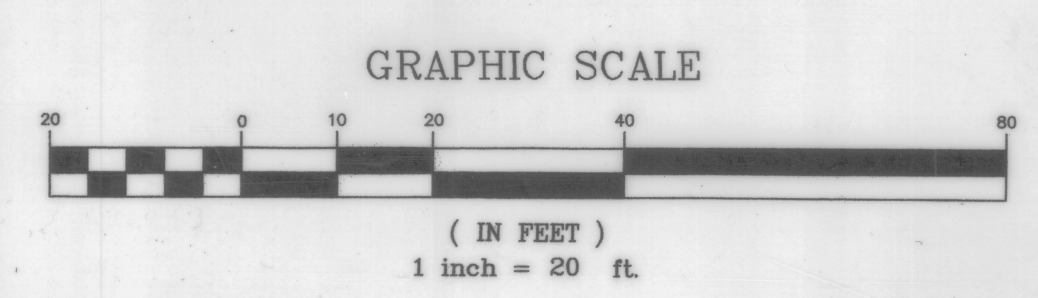 GRAPHIC SCALE
20 0 10 20 40 80
( IN FEET )
1 inch = 20 ft.